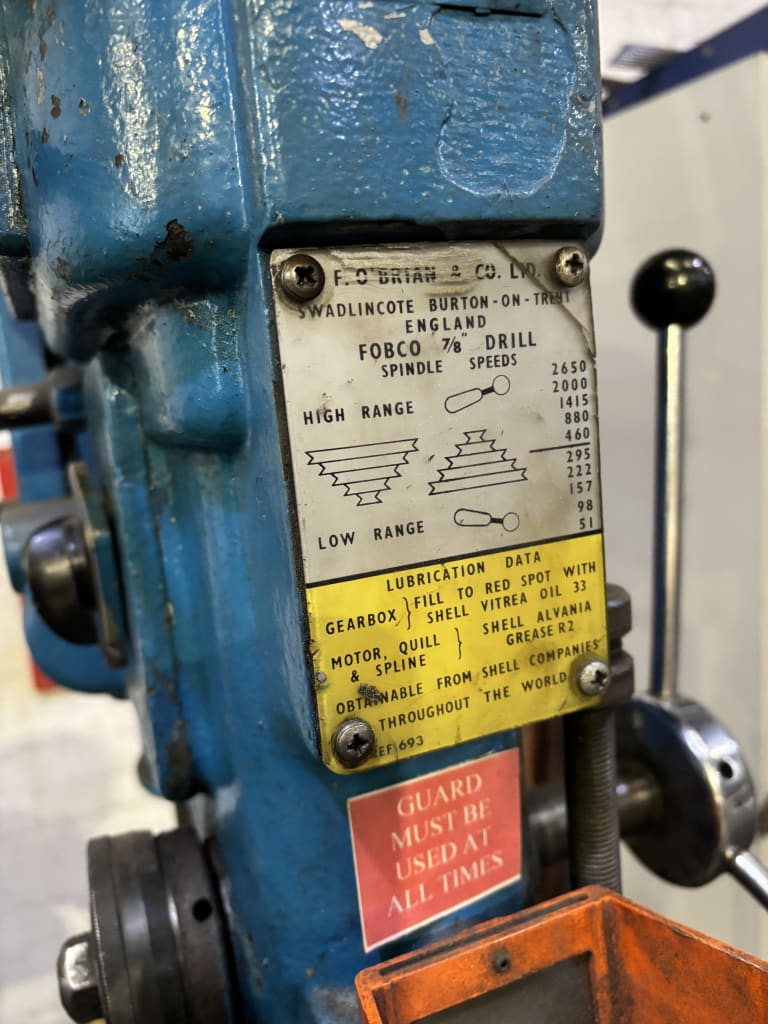 F. O'BRIAN & CO. LTD.
SWADLINCOTE BURTON-ON-TRENT
ENGLAND
FOBCO 7/8" DRILL
SPINDLE SPEEDS
HIGH RANGE
2650
2000
1415
880
460
295
222
157
98
51
LOW RANGE
LUBRICATION DATA
GEARBOX } FILL TO RED SPOT WITH
SHELL VITREA OIL 33
MOTOR, QUILL
& SPLINE } SHELL ALVANIA
GREASE R2
OBTAINABLE FROM SHELL COMPANIES
THROUGHOUT THE WORLD
EF 693
GUARD
MUST BE
USED AT
ALL TIMES